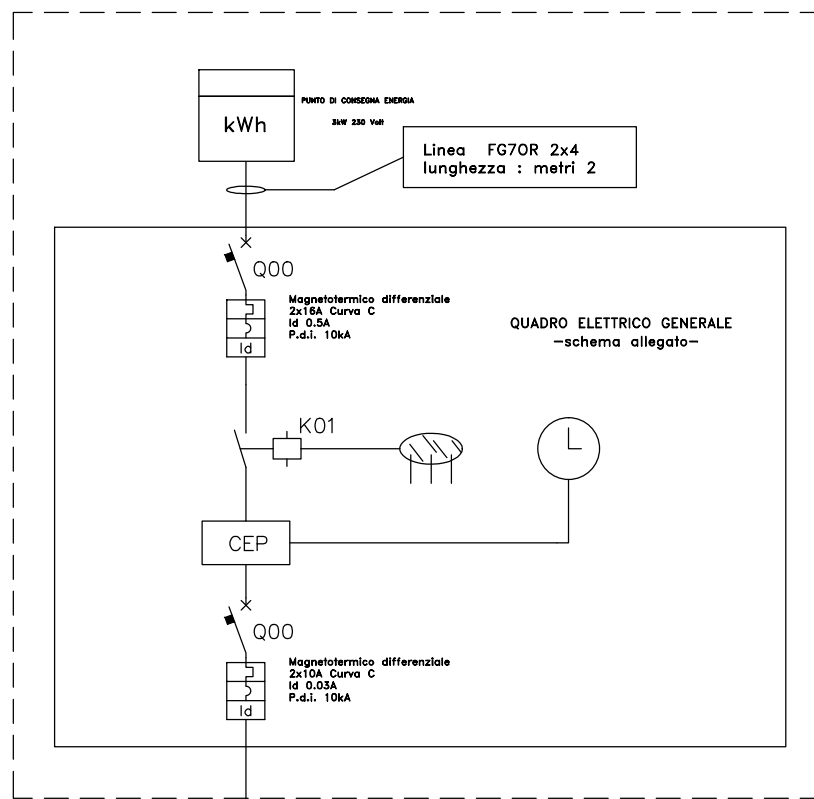 PUNTO DI CONSEGNA ENERGIA
kWh
3kW 230 Volt
Linea FG7OR 2x4
lunghezza : metri 2
Q00
Magnetotermico differenziale
2x16A Curva C
Id 0.5A
P.d.i. 10kA
Id
QUADRO ELETTRICO GENERALE
-schema allegato-
K01
CEP
Q00
Magnetotermico differenziale
2x10A Curva C
Id 0.03A
P.d.i. 10kA
Id